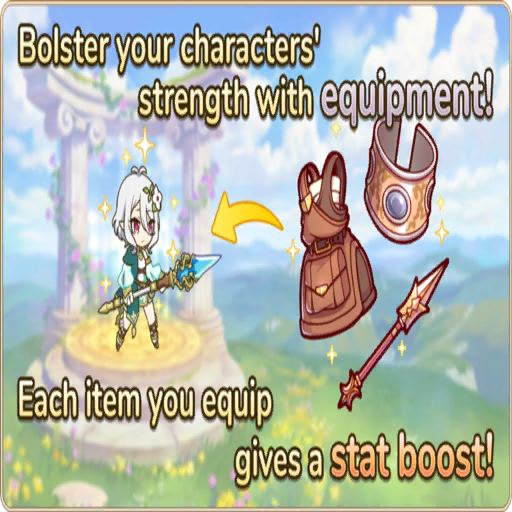 Bolster your characters'
strength with equipment!
Each item you equip
gives a stat boost!